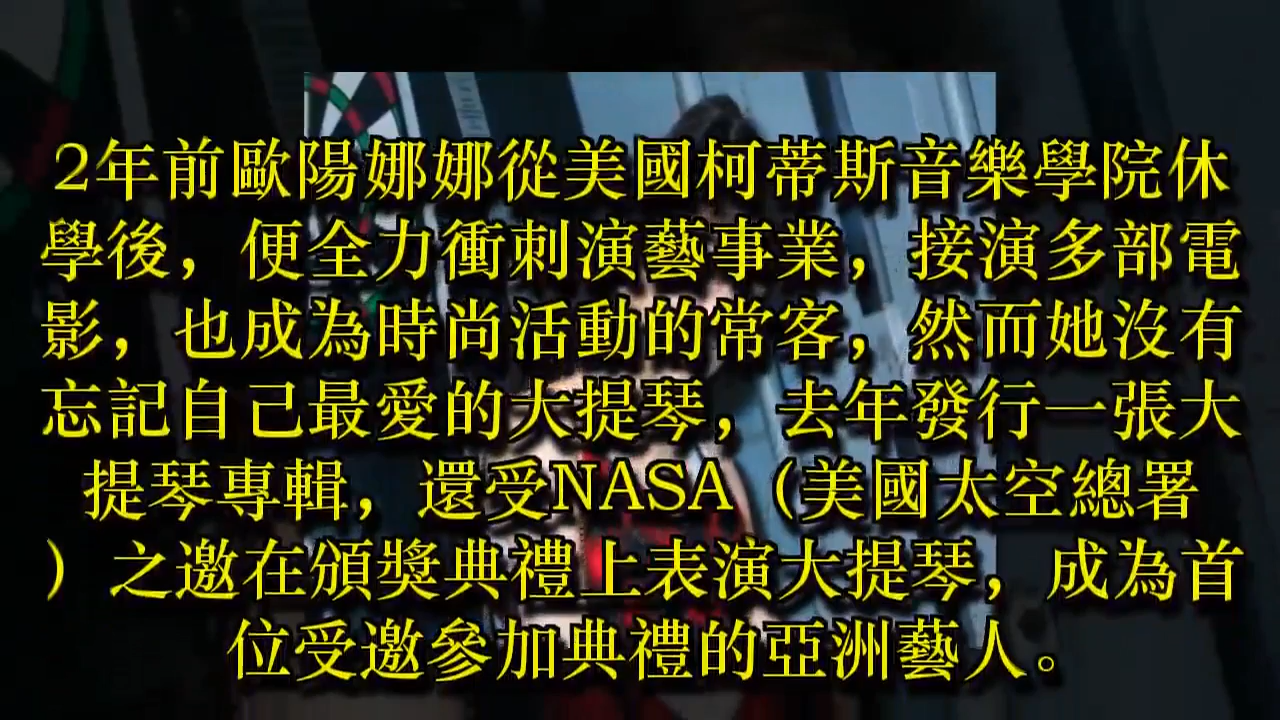 2年前歐陽娜娜從美國柯蒂斯音樂學院休
學後，便全力衝刺演藝事業，接演多部電
影，也成為時尚活動的常客，然而她沒有
忘記自己最愛的大提琴，去年發行一張大
提琴專輯，還受NASA（美國太空總署
）之邀在頒獎典禮上表演大提琴，成為首
位受邀參加典禮的亞洲藝人。